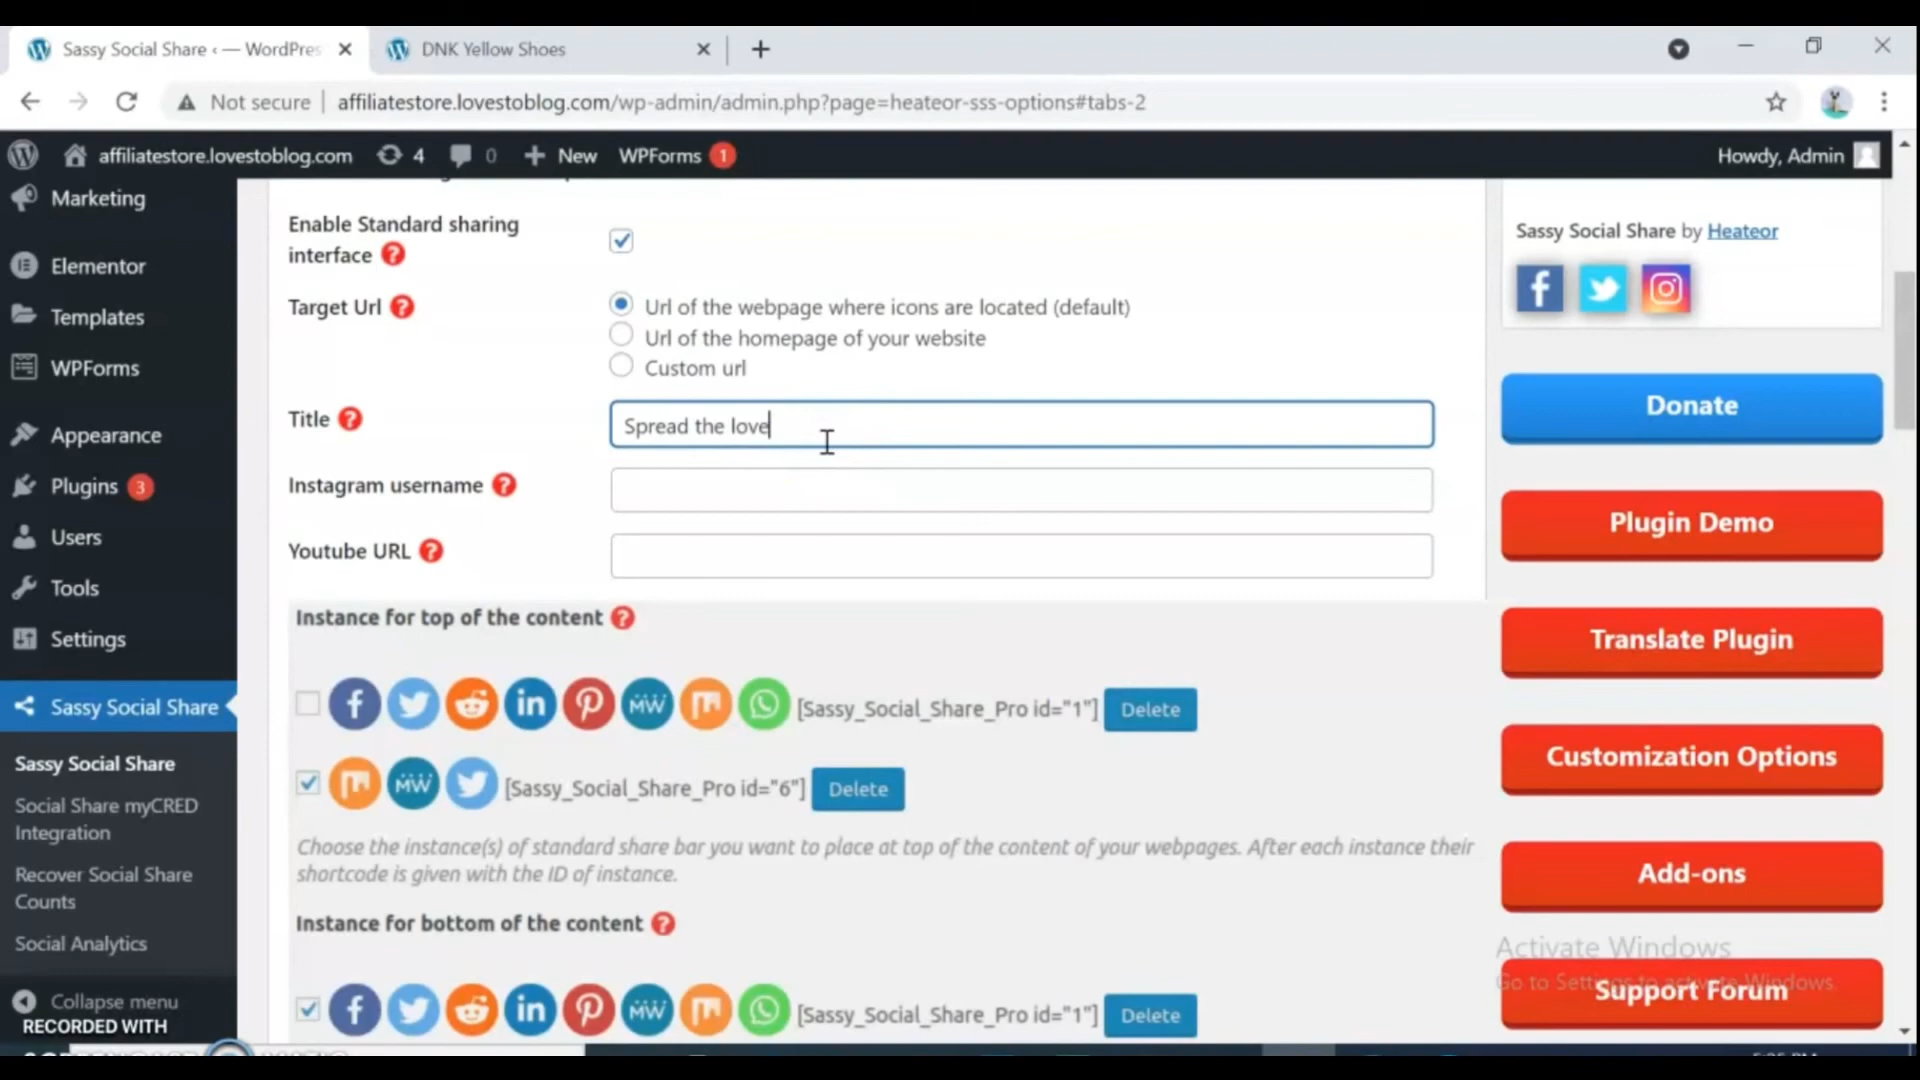 Sassy Social Share ‹ — WordPres
DNK Yellow Shoes
Not secure
affiliatestore.lovestoblog.com/wp-admin/admin.php?page=heateor-sss-options#tabs-2
affiliatestore.lovestoblog.com
4
0
New
WPForms 1
Howdy, Admin
Marketing
Elementor
Templates
WPForms
Appearance
Plugins 3
Users
Tools
Settings
Sassy Social Share
Sassy Social Share
Social Share myCRED
Integration
Recover Social Share
Counts
Social Analytics
Collapse menu
RECORDED WITH
Enable Standard sharing
interface ?
Target Url ?
Url of the webpage where icons are located (default)
Url of the homepage of your website
Custom url
Title ?
Spread the love
Instagram username ?
Youtube URL ?
Instance for top of the content ?
[Sassy_Social_Share_Pro id="1"] Delete
[Sassy_Social_Share_Pro id="6"] Delete
Choose the instance(s) of standard share bar you want to place at top of the content of your webpages. After each instance their
shortcode is given with the ID of instance.
Instance for bottom of the content ?
[Sassy_Social_Share_Pro id="1"] Delete
Sassy Social Share by Heateor
Donate
Plugin Demo
Translate Plugin
Customization Options
Add-ons
Activate Windows
Go to Settings to activate Windows.
Support Forum